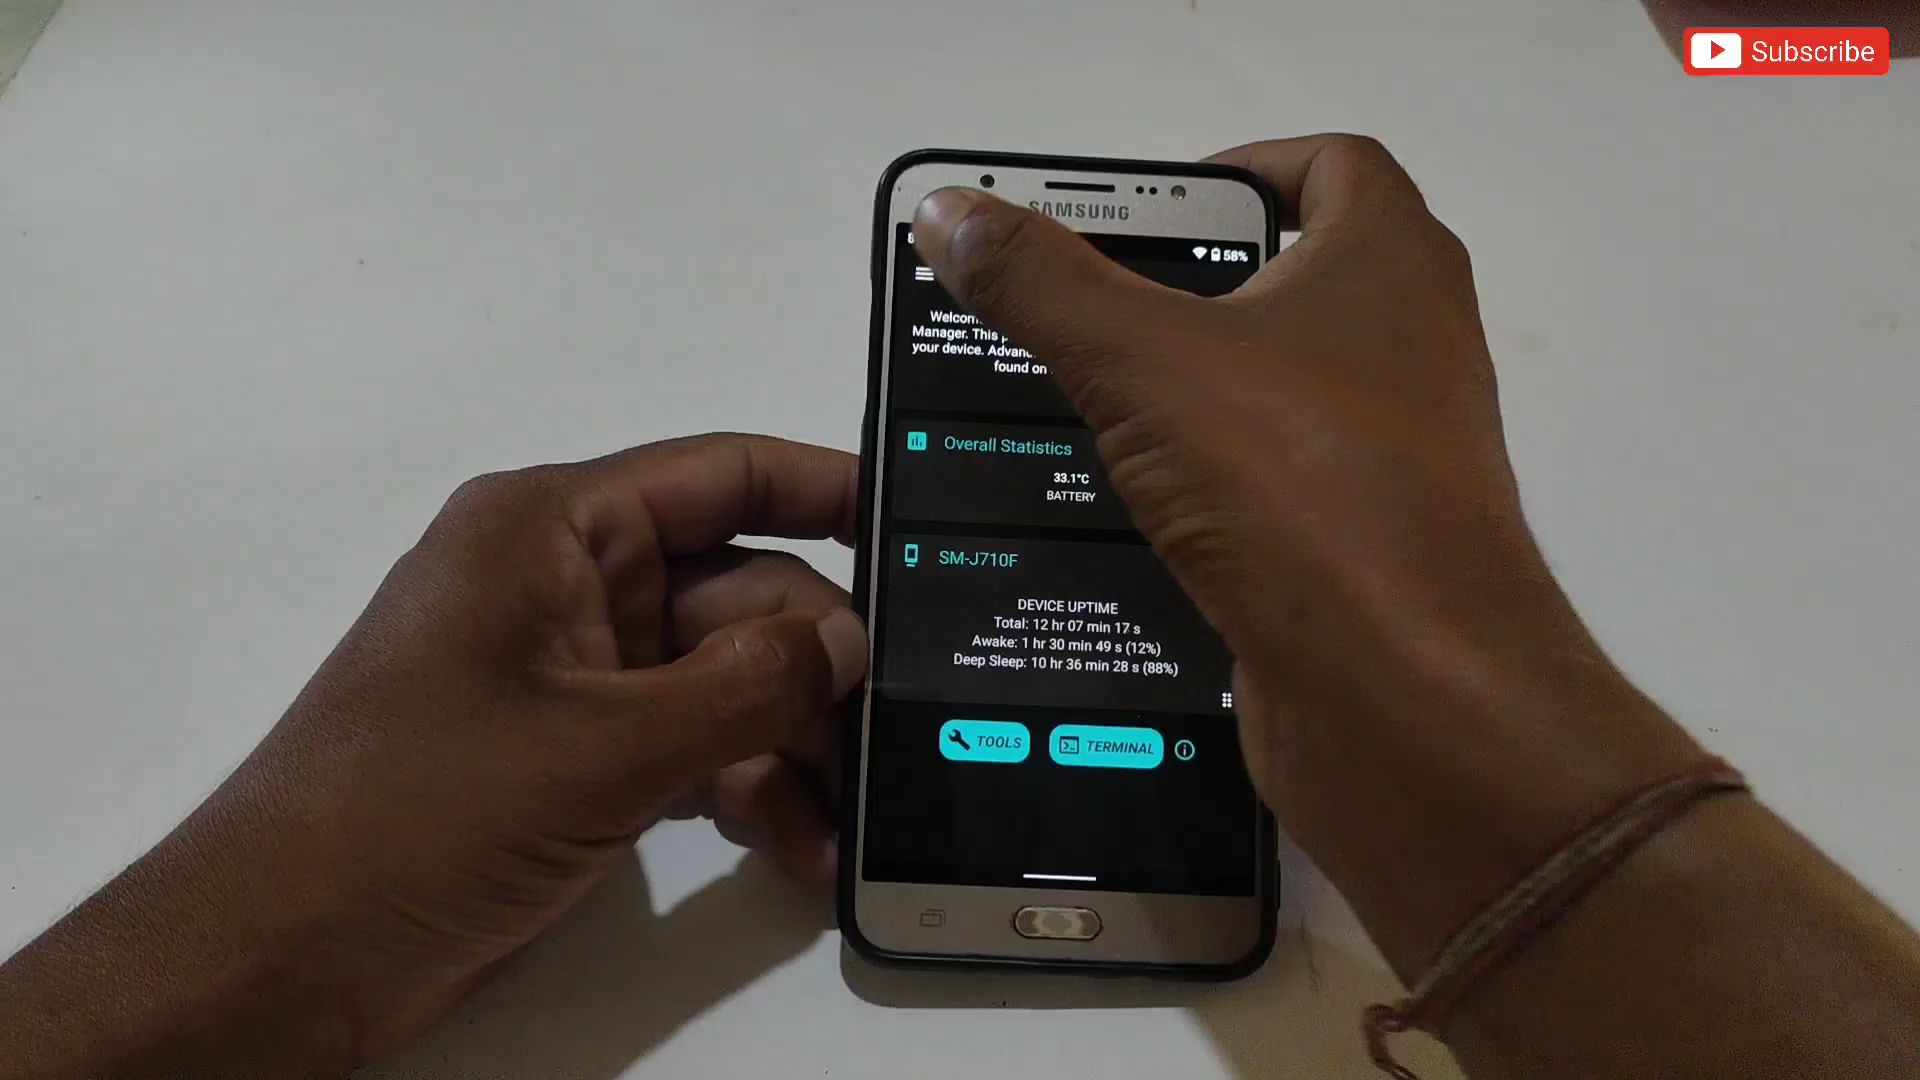 Subscribe
SAMSUNG
58%
Manager. This
your device.
found on
Overall Statistics
33.1°C
BATTERY
SM-J710F
DEVICE UPTIME
Total: 12 hr 07 min 17 s
Awake: 1 hr 30 min 49 s (12%)
Deep Sleep: 10 hr 36 min 28 s (88%)
TOOLS
TERMINAL